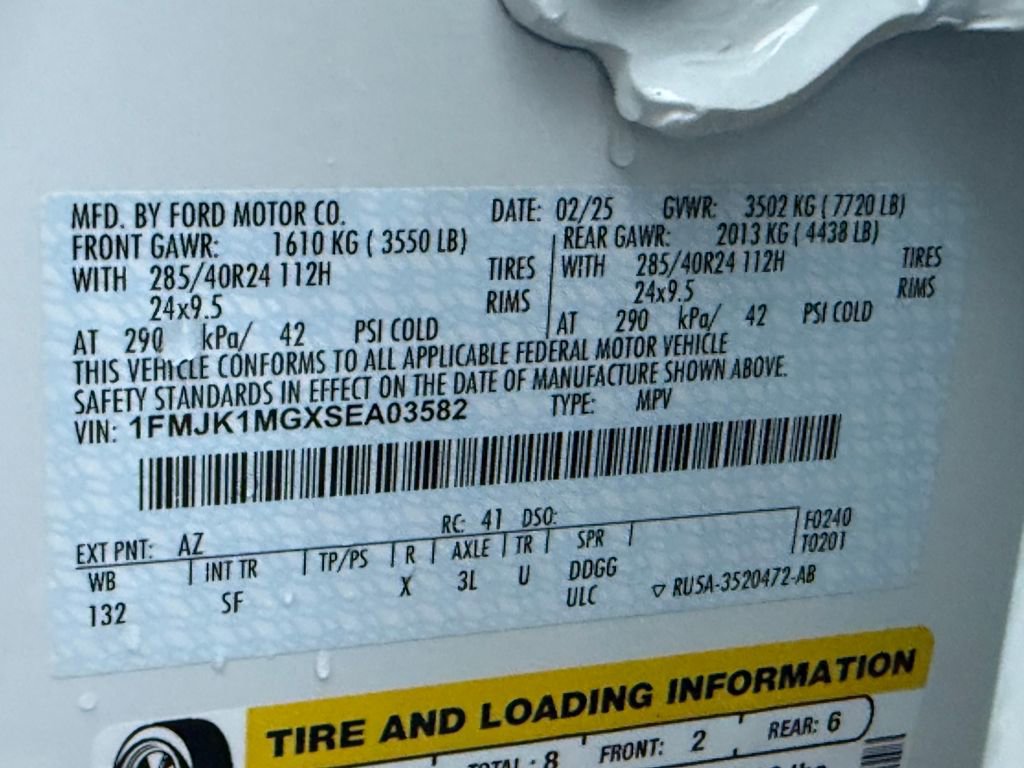 MFD. BY FORD MOTOR CO. DATE: 02/25 GVWR: 3502 KG ( 7720 LB)
FRONT GAWR: 1610 KG ( 3550 LB) REAR GAWR: 2013 KG ( 4438 LB)
WITH 285/40R24 112H TIRES WITH 285/40R24 112H TIRES
24x9.5 RIMS 24x9.5 RIMS
AT 290 kPa/ 42 PSI COLD AT 290 kPa/ 42 PSI COLD
THIS VEHICLE CONFORMS TO ALL APPLICABLE FEDERAL MOTOR VEHICLE
SAFETY STANDARDS IN EFFECT ON THE DATE OF MANUFACTURE SHOWN ABOVE.
VIN: 1FMJK1MGXSEA03582 TYPE: MPV
EXT PNT: AZ RC: 41 DSO: F0240
WB INT TR TP/PS R AXLE TR SPR T0201
132 SF X 3L U DDGG
ULC ▽ RU5A-3520472-AB
TIRE AND LOADING INFORMATION
TOTAL : 8 FRONT: 2 REAR: 6